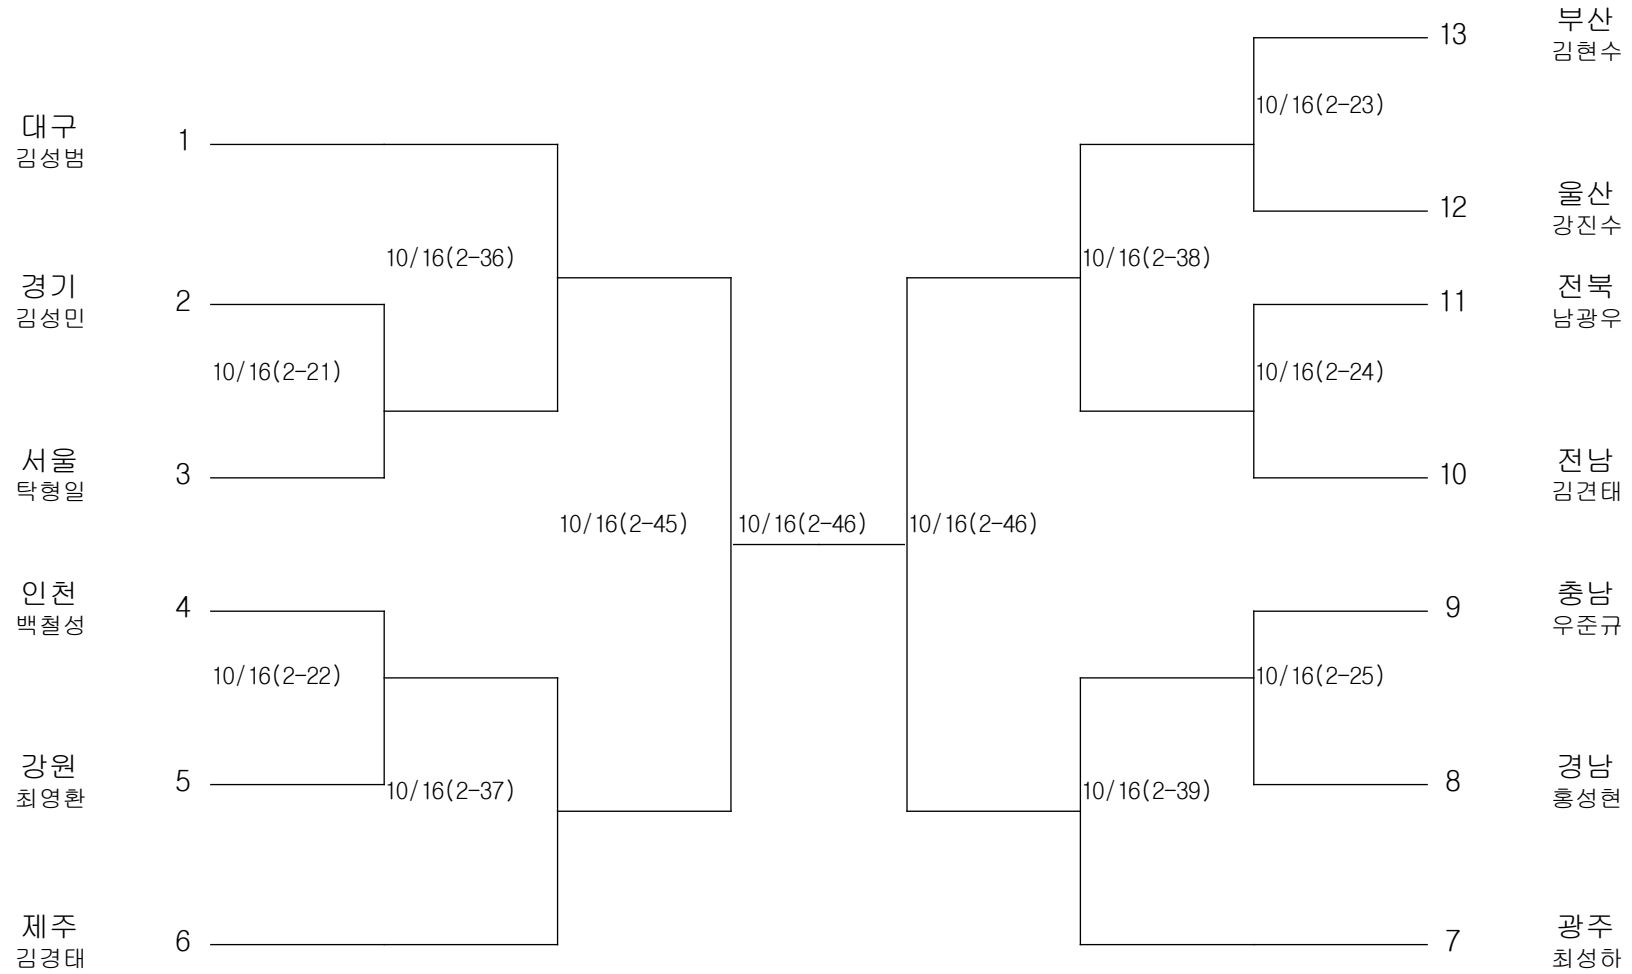 대구
김성범
1
경기
김성민
2
10/16(2-21)
서울
탁형일
3
10/16(2-36)
인천
백철성
4
10/16(2-22)
강원
최영환
5
10/16(2-37)
제주
김경태
6
10/16(2-45)
10/16(2-46)
10/16(2-46)
13
부산
김현수
10/16(2-23)
12
울산
강진수
10/16(2-38)
11
전북
남광우
10/16(2-24)
10
전남
김견태
9
충남
우준규
10/16(2-25)
8
경남
홍성현
10/16(2-39)
7
광주
최성하